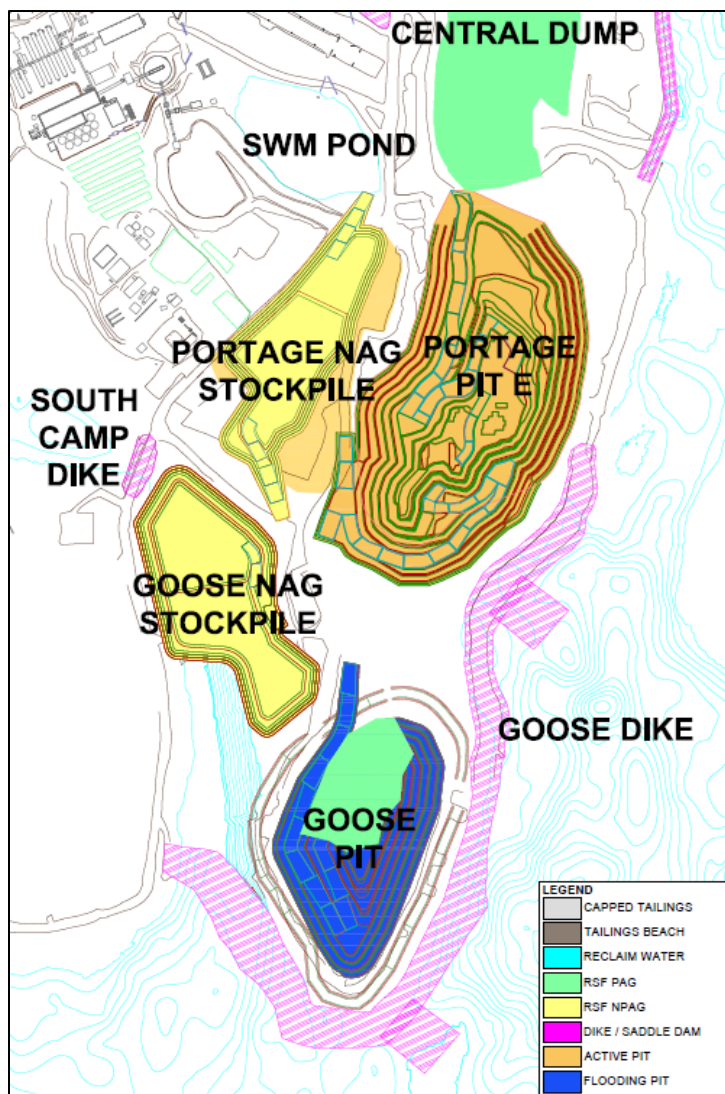 CENTRAL DUMP
SWM POND
PORTAGE NAG
STOCKPILE
PORTAGE
PIT E
SOUTH
CAMP
DIKE
GOOSE NAG
STOCKPILE
GOOSE DIKE
GOOSE
PIT
LEGEND
CAPPED TAILINGS
TAILINGS BEACH
RECLAIM WATER
RSF PAG
RSF NPAG
DIKE / SADDLE DAM
ACTIVE PIT
FLOODING PIT